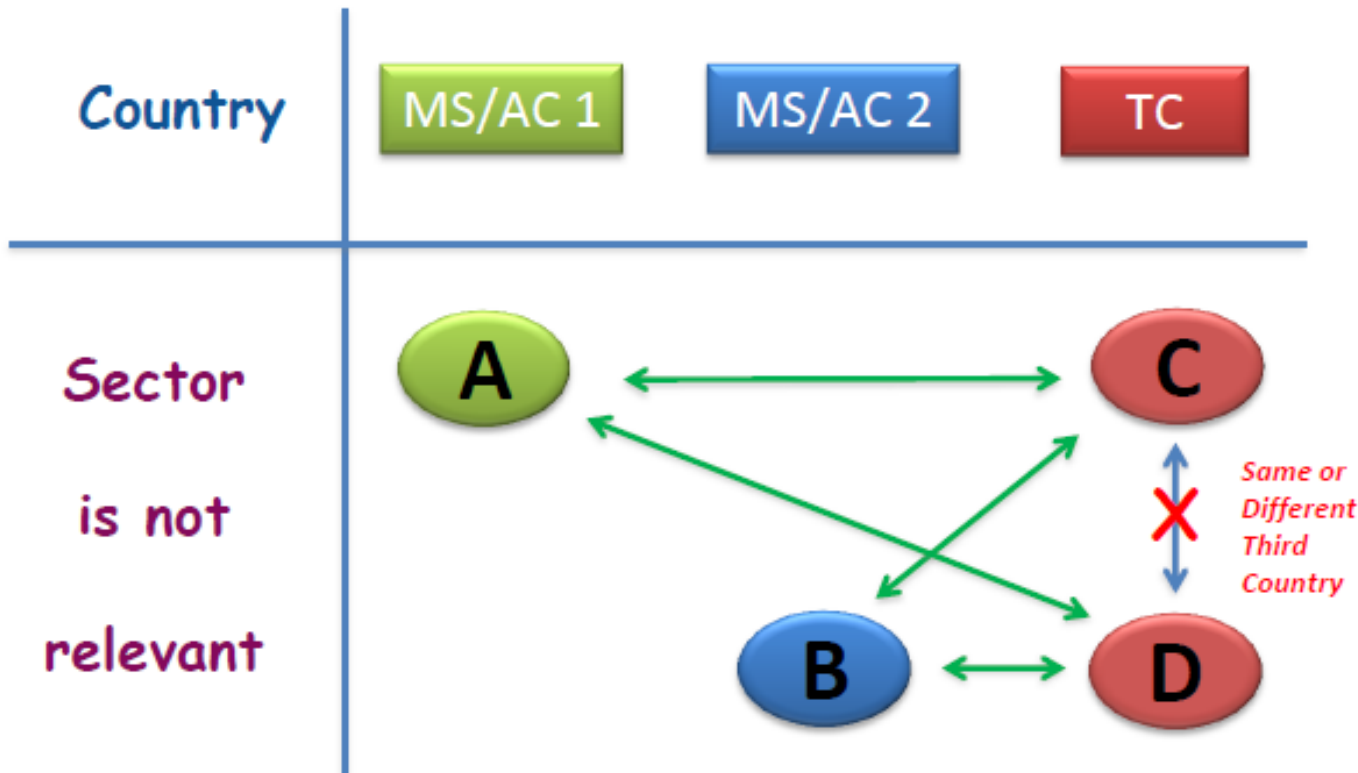 Country
MS/AC 1
MS/AC 2
TC
Sector
is not
relevant
A
C
B
D
Same or
Different
Third
Country